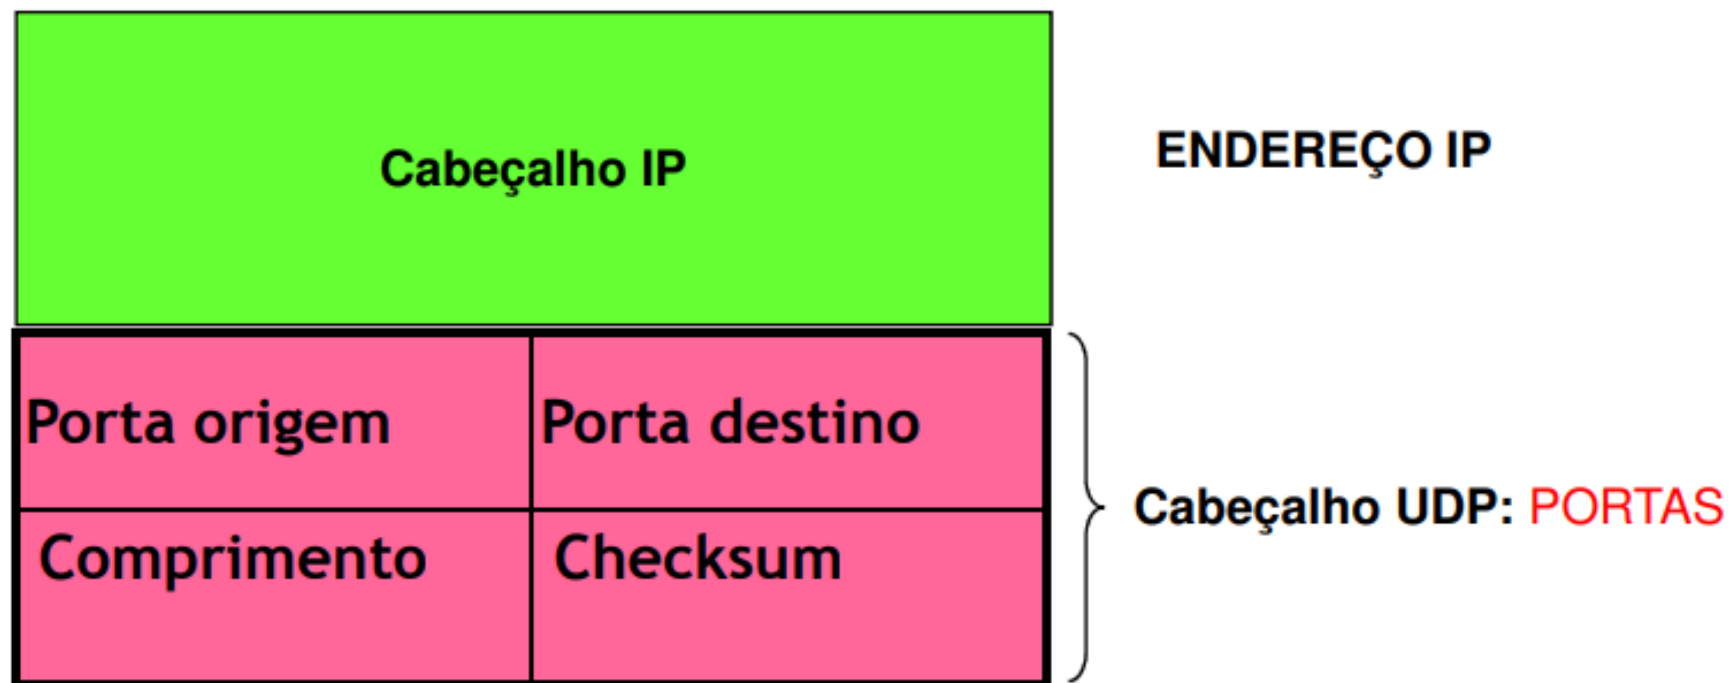 Cabeçalho IP
ENDEREÇO IP
Porta origem
Porta destino
Comprimento
Checksum
Cabeçalho UDP: PORTAS